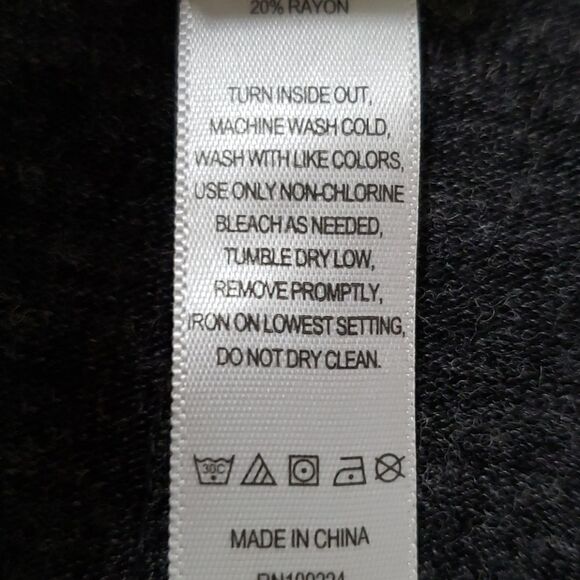 20% RAYON
TURN INSIDE OUT,
MACHINE WASH COLD,
WASH WITH LIKE COLORS,
USE ONLY NON-CHLORINE
BLEACH AS NEEDED,
TUMBLE DRY LOW,
REMOVE PROMPTLY,
IRON ON LOWEST SETTING,
DO NOT DRY CLEAN.
30C
MADE IN CHINA